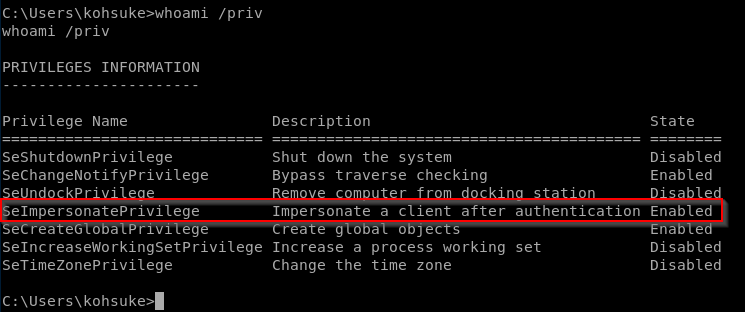 C:\Users\kohsuke>whoami /priv
whoami /priv
PRIVILEGES INFORMATION
----------------------
Privilege Name Description State
============================= ========================================= ========
SeShutdownPrivilege Shut down the system Disabled
SeChangeNotifyPrivilege Bypass traverse checking Enabled
SeUndockPrivilege Remove computer from docking station Disabled
SeImpersonatePrivilege Impersonate a client after authentication Enabled
SeCreateGlobalPrivilege Create global objects Enabled
SeIncreaseWorkingSetPrivilege Increase a process working set Disabled
SeTimeZonePrivilege Change the time zone Disabled
C:\Users\kohsuke>